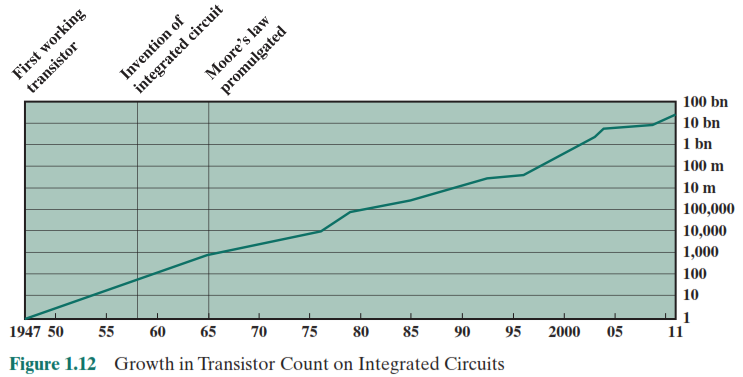 First working
transistor
Invention of
integrated circuit
Moore's law
promulgated
100 bn
10 bn
1 bn
100 m
10 m
100,000
10,000
1,000
100
10
1
1947 50 55 60 65 70 75 80 85 90 95 2000 05 11
Figure 1.12 Growth in Transistor Count on Integrated Circuits